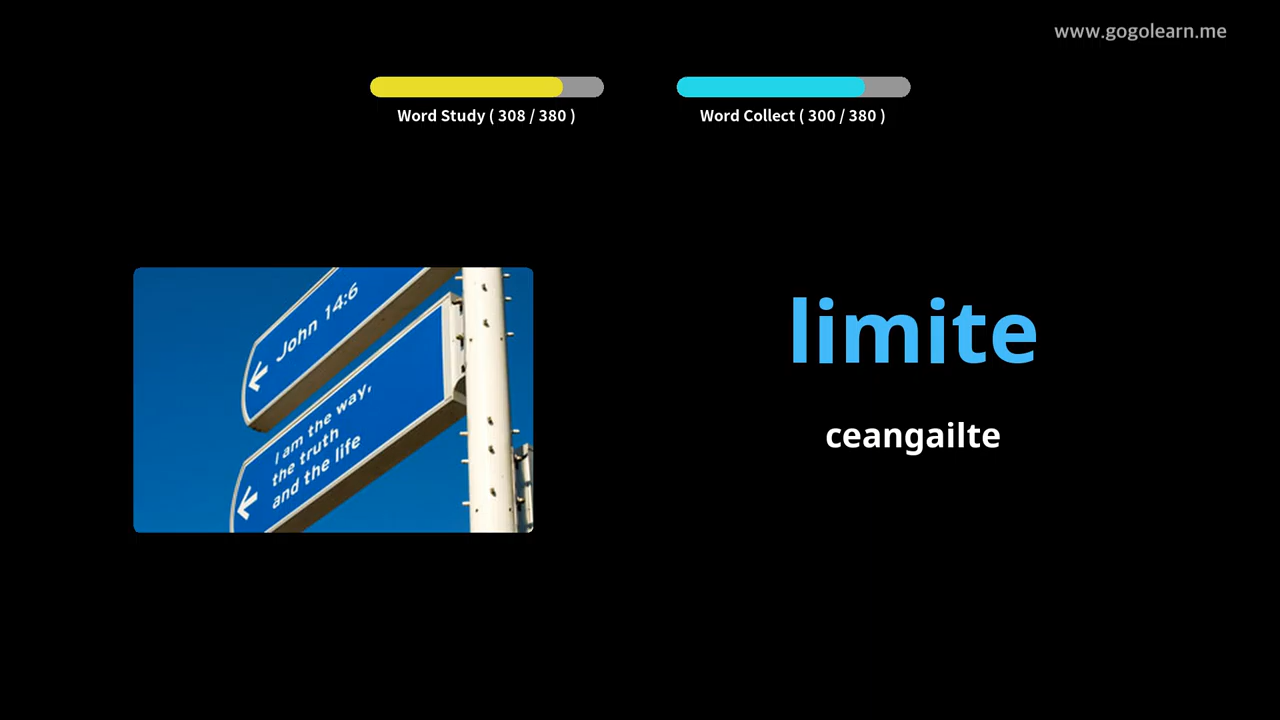 www.gogolearn.me
Word Study ( 308 / 380 )
Word Collect ( 300 / 380 )
John 14:6
I am the way,
the truth
and the life
limite
ceangailte